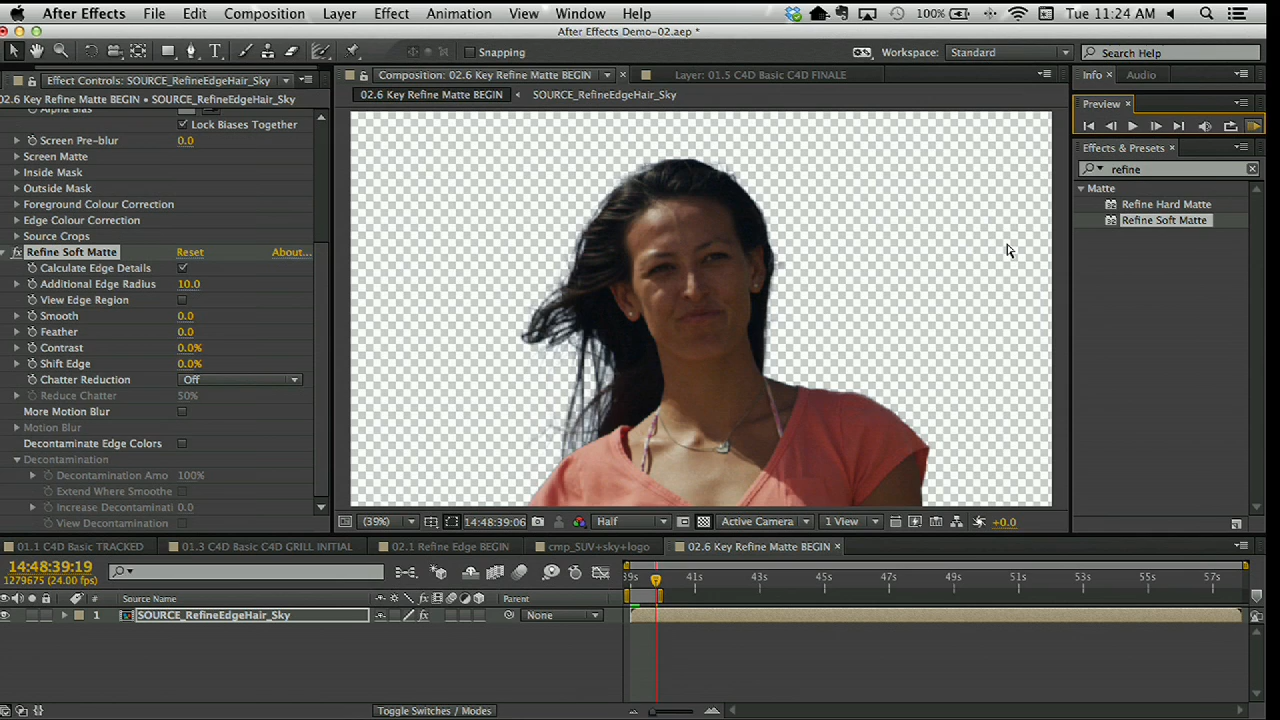 After Effects File Edit Composition Layer Effect Animation View Window Help 100% Tue 11:24 AM
After Effects Demo-02.aep *
Snapping Workspace: Standard Search Help
Effect Controls: SOURCE_RefineEdgeHair_Sky Composition: 02.6 Key Refine Matte BEGIN Layer: 01.5 C4D Basic C4D FINALE Info Audio
02.6 Key Refine Matte BEGIN • SOURCE_RefineEdgeHair_Sky 02.6 Key Refine Matte BEGIN SOURCE_RefineEdgeHair_Sky Preview
Alpha Bias
Lock Biases Together
Screen Pre-blur 0.0
Screen Matte
Inside Mask
Outside Mask
Foreground Colour Correction
Edge Colour Correction
Source Crops
fx Refine Soft Matte Reset About...
Calculate Edge Details
Additional Edge Radius 10.0
View Edge Region
Smooth 0.0
Feather 0.0
Contrast 0.0%
Shift Edge 0.0%
Chatter Reduction Off
Reduce Chatter 50%
More Motion Blur
Motion Blur
Decontaminate Edge Colors
Decontamination
Decontamination Amo 100%
Extend Where Smoothe
Increase Decontaminati 0.0
View Decontamination
Effects & Presets
refine
Matte
Refine Hard Matte
Refine Soft Matte
(39%) 14:48:39:06 Half Active Camera 1 View +0.0
01.1 C4D Basic TRACKED 01.3 C4D Basic C4D GRILL INITIAL 02.1 Refine Edge BEGIN cmp_SUV+sky+logo 02.6 Key Refine Matte BEGIN
14:48:39:19
1279675 (24.00 fps)
39s 41s 43s 45s 47s 49s 51s 53s 55s 57s
# Source Name fx Parent
1 SOURCE_RefineEdgeHair_Sky fx None
Toggle Switches / Modes